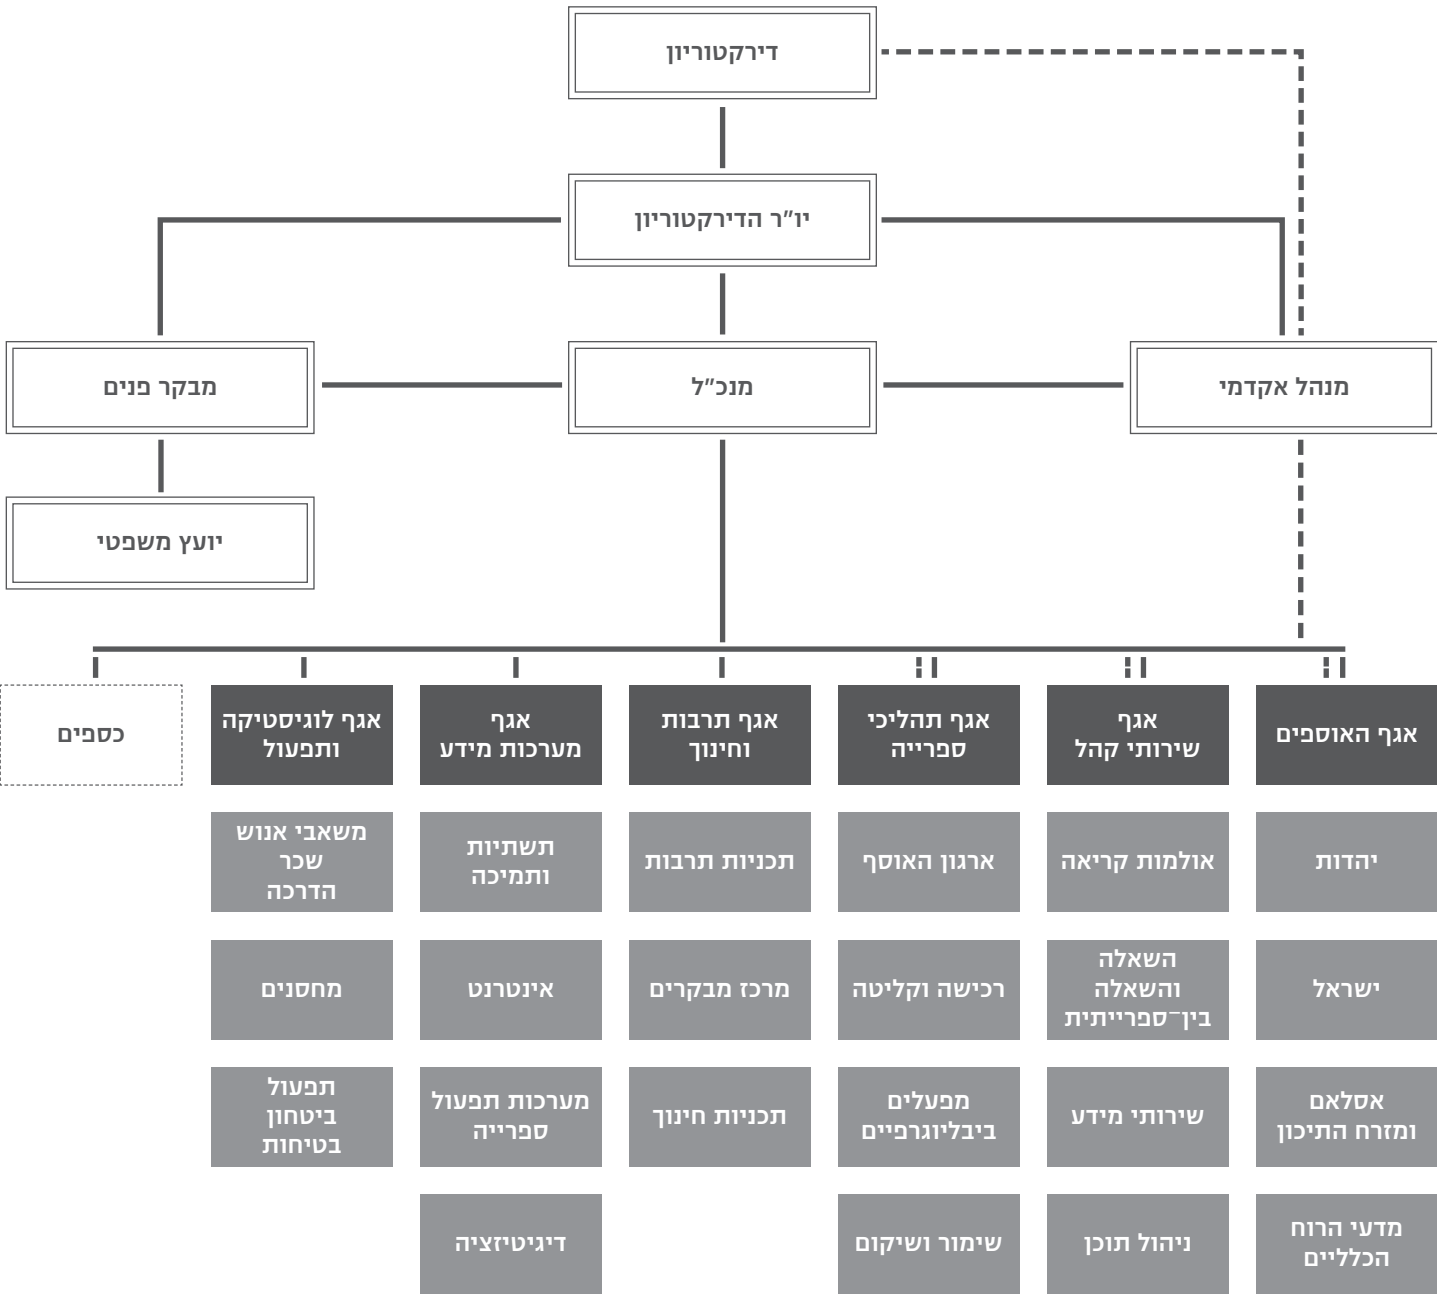 דירקטוריון
יו"ר הדירקטוריון
מנהל אקדמי
מנכ"ל
מבקר פנים
יועץ משפטי
אגף האוספים
אגף
שירותי קהל
אגף תהליכי
ספרייה
אגף תרבות
וחינוך
אגף
מערכות מידע
אגף לוגיסטיקה
ותפעול
כספים
יהדות
אולמות קריאה
ארגון האוסף
תכניות תרבות
תשתיות
ותמיכה
משאבי אנוש
שכר
הדרכה
ישראל
השאלה
והשאלה
בין־ספרייתית
רכישה וקליטה
מרכז מבקרים
אינטרנט
מחסנים
אסלאם
ומזרח התיכון
שירותי מידע
מפעלים
ביבליוגרפיים
תכניות חינוך
מערכות תפעול
ספרייה
תפעול
ביטחון
בטיחות
מדעי הרוח
הכלליים
ניהול תוכן
שימור ושיקום
דיגיטיזציה